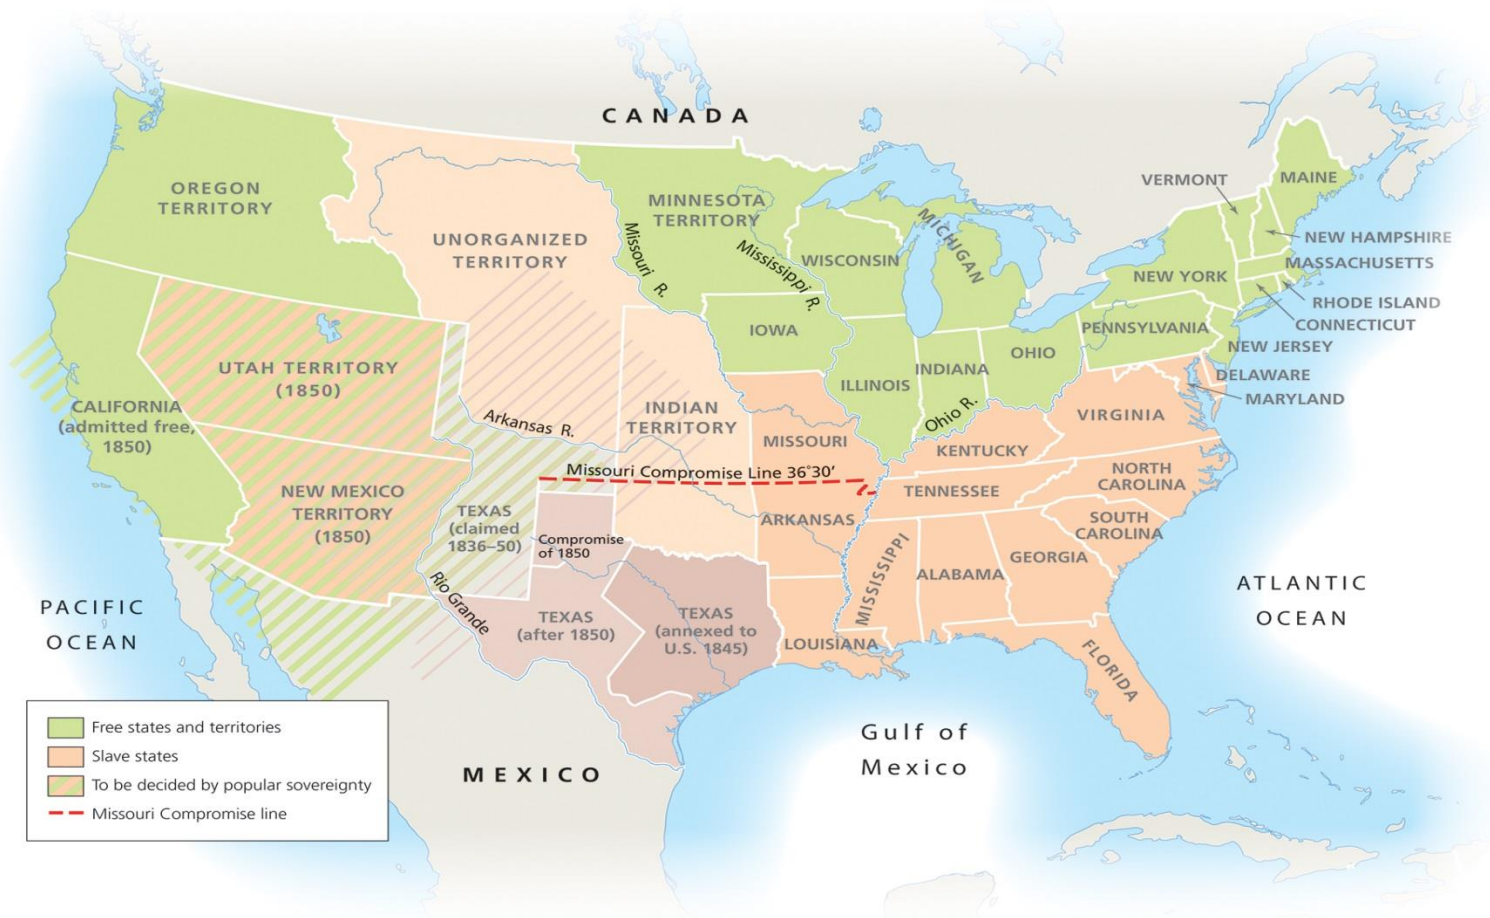 CANADA
OREGON
TERRITORY
UNORGANIZED
TERRITORY
MINNESOTA
TERRITORY
Missouri R.
Mississippi R.
WISCONSIN
MICHIGAN
VERMONT
MAINE
NEW HAMPSHIRE
MASSACHUSETTS
NEW YORK
RHODE ISLAND
CONNECTICUT
PENNSYLVANIA
NEW JERSEY
IOWA
OHIO
INDIANA
ILLINOIS
DELAWARE
MARYLAND
UTAH TERRITORY
(1850)
CALIFORNIA
(admitted free,
1850)
Arkansas R.
INDIAN
TERRITORY
MISSOURI
Ohio R.
VIRGINIA
KENTUCKY
Missouri Compromise Line 36°30′
NORTH
CAROLINA
TENNESSEE
NEW MEXICO
TERRITORY
(1850)
TEXAS
(claimed
1836–50)
Compromise
of 1850
ARKANSAS
SOUTH
CAROLINA
GEORGIA
ALABAMA
MISSISSIPPI
PACIFIC
OCEAN
Rio Grande
TEXAS
(after 1850)
TEXAS
(annexed to
U.S. 1845)
LOUISIANA
FLORIDA
ATLANTIC
OCEAN
Gulf of
Mexico
MEXICO
Free states and territories
Slave states
To be decided by popular sovereignty
Missouri Compromise line